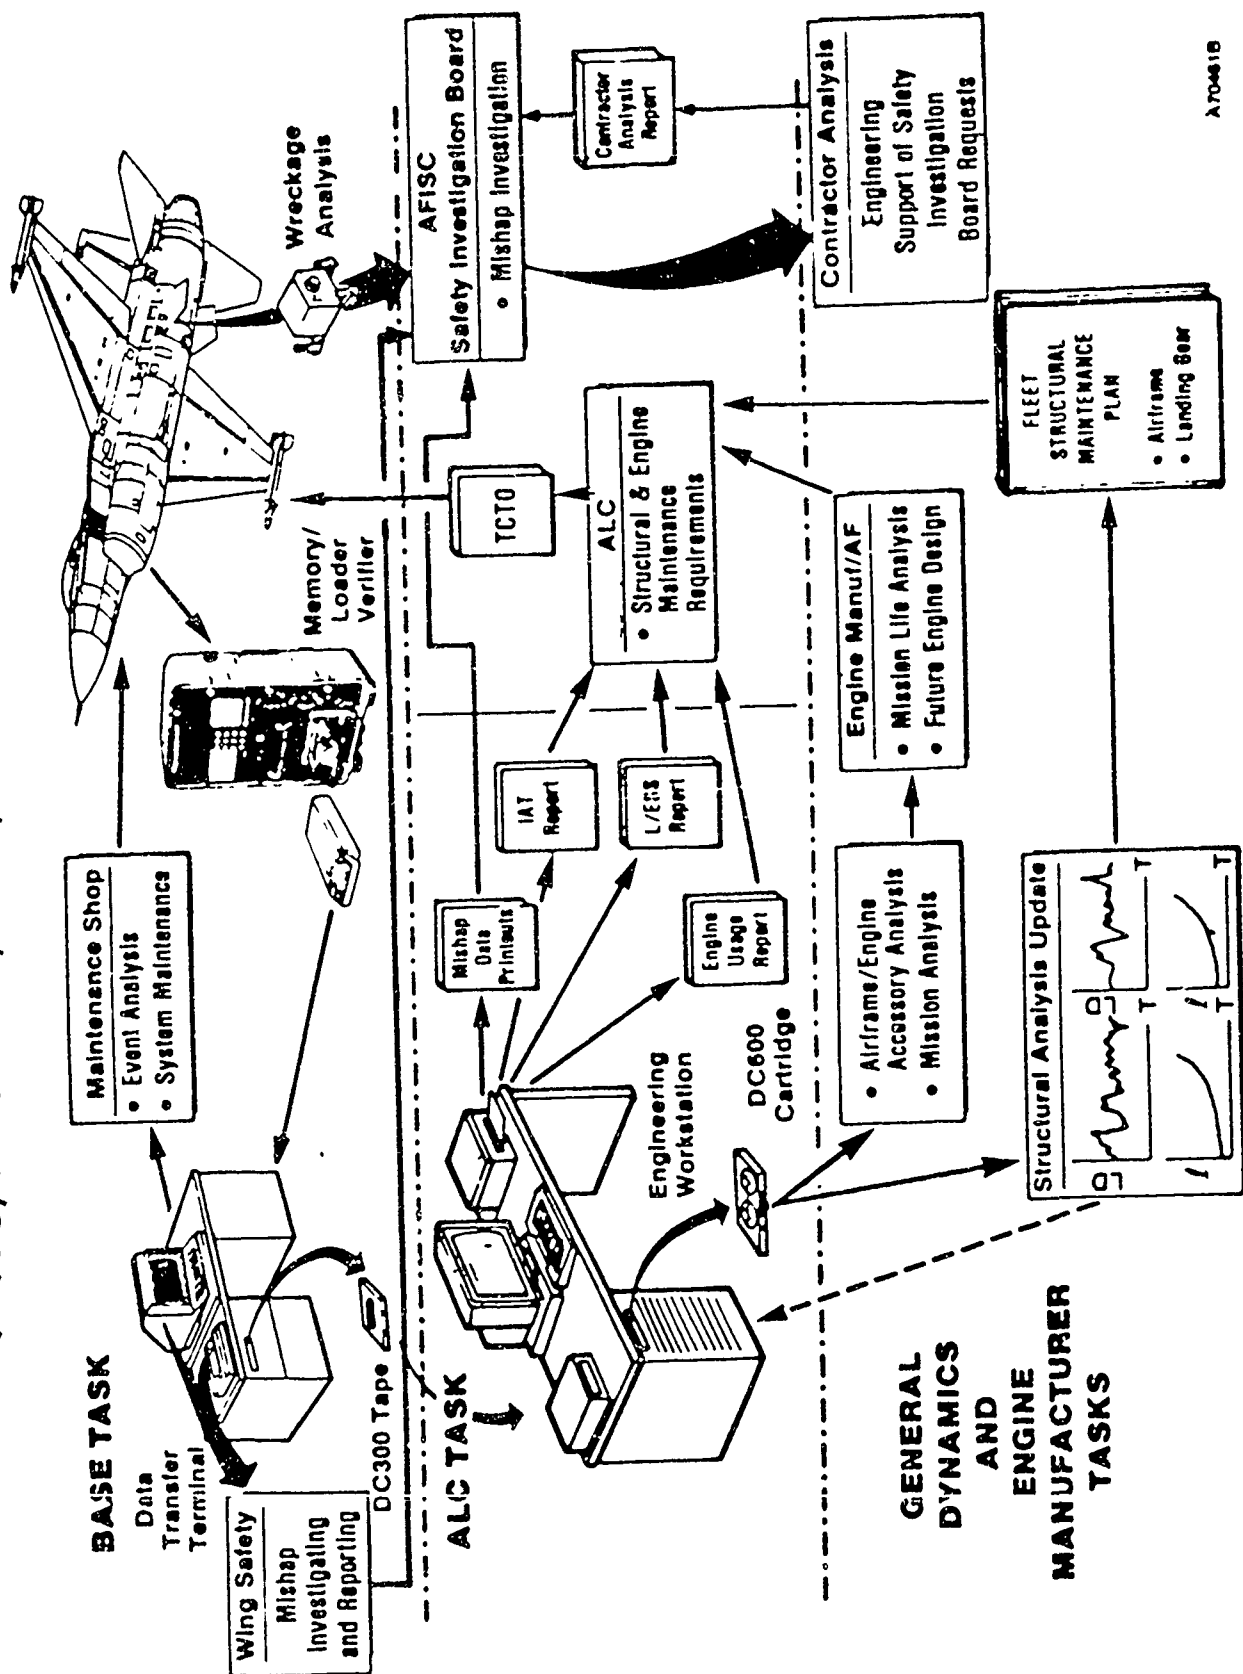 BASE TASK
Data
Transfer
Terminal
Wing Safety
Mishap
Investigating
and Reporting
DC300 Tape
Maintenance Shop
• Event Analysis
• System Maintenance
Memory/
Loader
Verifier
Wreckage
Analysis
ALC TASK
Engineering
Workstation
DC600
Cartridge
Mishap
Data
Printouts
IAT
Report
L/ESS
Report
Engine
Usage
Report
TCTO
ALC
• Structural & Engine
Maintenance
Requirements
AFISC
Safety Investigation Board
• Mishap Investigation
Contractor
Analysis
Report
GENERAL
DYNAMICS
AND
ENGINE
MANUFACTURER
TASKS
• Airframe/Engine
Accessory Analysis
• Mission Analysis
Engine Manuf/AF
• Mission Life Analysis
• Future Engine Design
Contractor Analysis
Engineering
Support of Safety
Investigation
Board Requests
Structural Analysis Update
T
T
l
T
l
T
FLEET
STRUCTURAL
MAINTENANCE
PLAN
• Airframe
• Landing Gear
A70461B